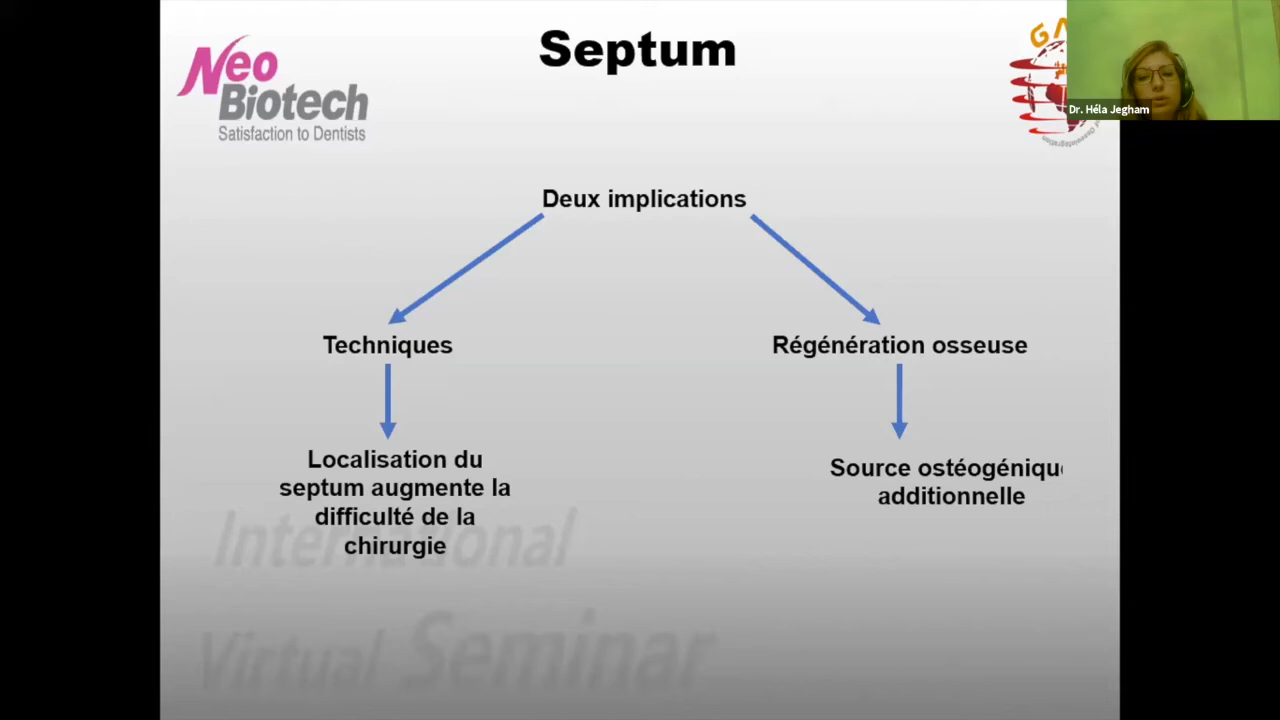 Septum
Neo
Biotech
Satisfaction to Dentists
Dr. Héla Jegham
Deux implications
Techniques
Régénération osseuse
Localisation du
septum augmente la
difficulté de la
chirurgie
Source ostéogéniqu
additionnelle
International
Virtual Seminar